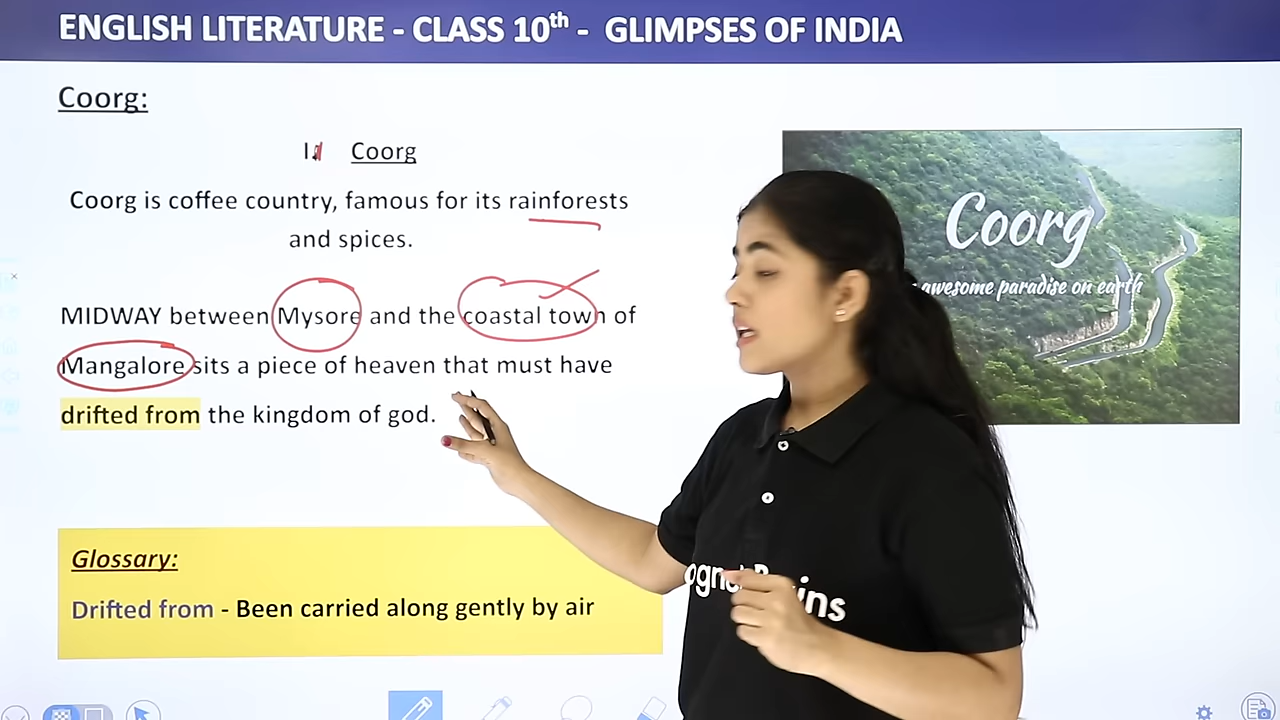 ENGLISH LITERATURE - CLASS 10th - GLIMPSES OF INDIA
Coorg:
Coorg
Coorg is coffee country, famous for its rainforests
and spices.
MIDWAY between Mysore and the coastal town of
Mangalore sits a piece of heaven that must have
drifted from the kingdom of god.
Glossary:
Drifted from - Been carried along gently by air
Coorg
awesome paradise on earth